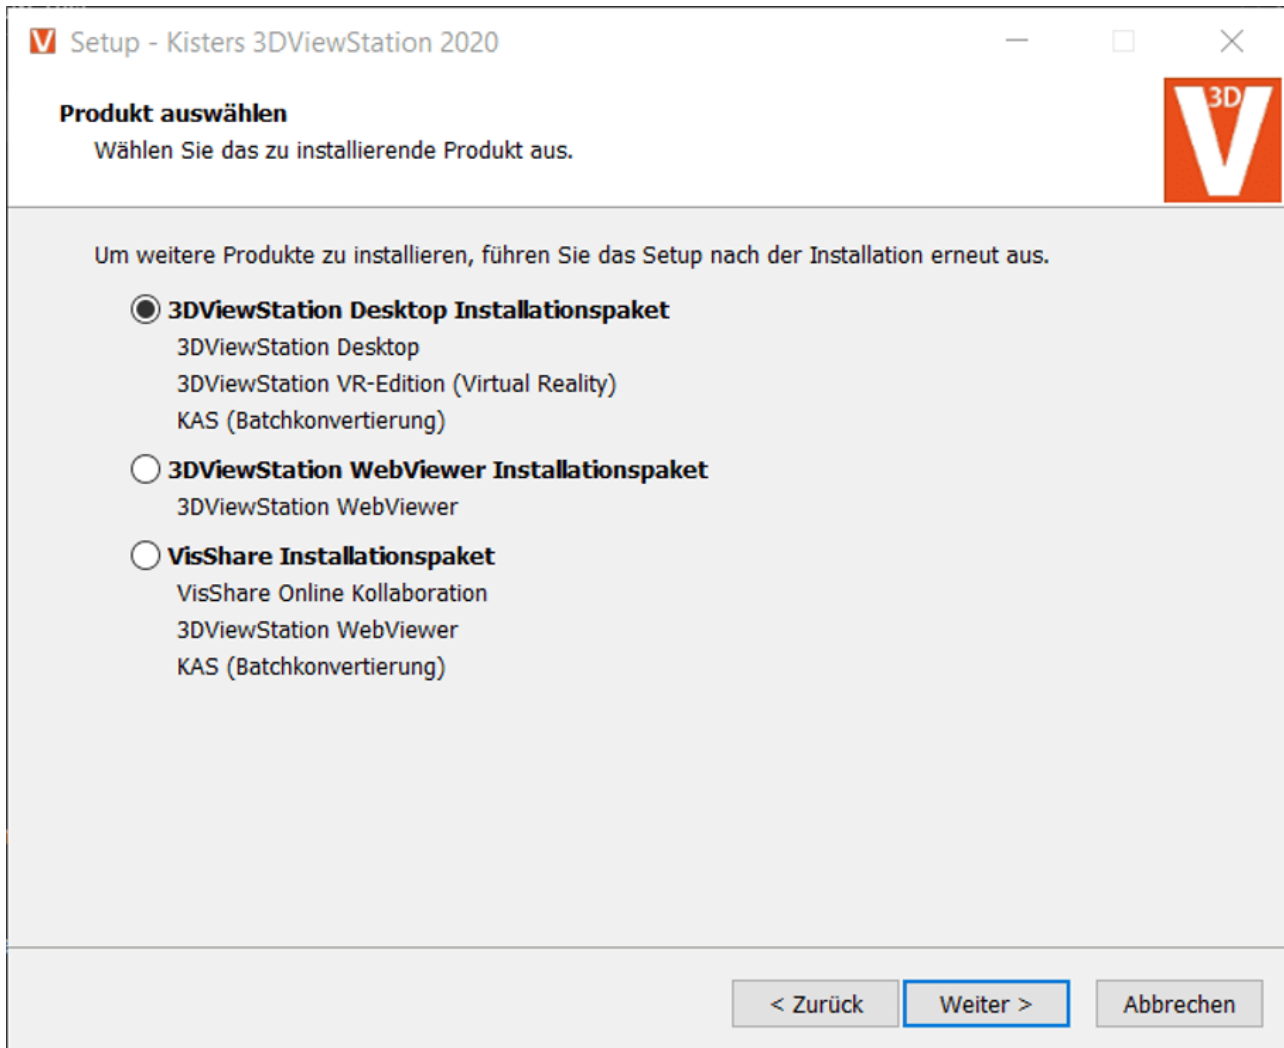 Setup - Kisters 3DViewStation 2020
Produkt auswählen
Wählen Sie das zu installierende Produkt aus.
3D
V
Um weitere Produkte zu installieren, führen Sie das Setup nach der Installation erneut aus.
3DViewStation Desktop Installationspaket
3DViewStation Desktop
3DViewStation VR-Edition (Virtual Reality)
KAS (Batchkonvertierung)
3DViewStation WebViewer Installationspaket
3DViewStation WebViewer
VisShare Installationspaket
VisShare Online Kollaboration
3DViewStation WebViewer
KAS (Batchkonvertierung)
< Zurück Weiter > Abbrechen